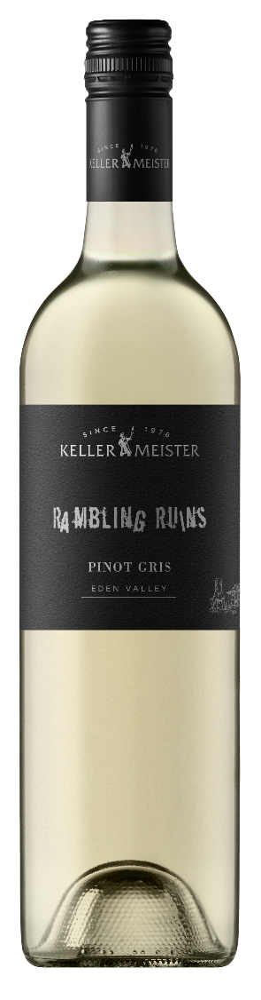 SINCE 1976
KELLER MEISTER
SINCE 1976
KELLER MEISTER
RAMBLING RUINS
PINOT GRIS
EDEN VALLEY